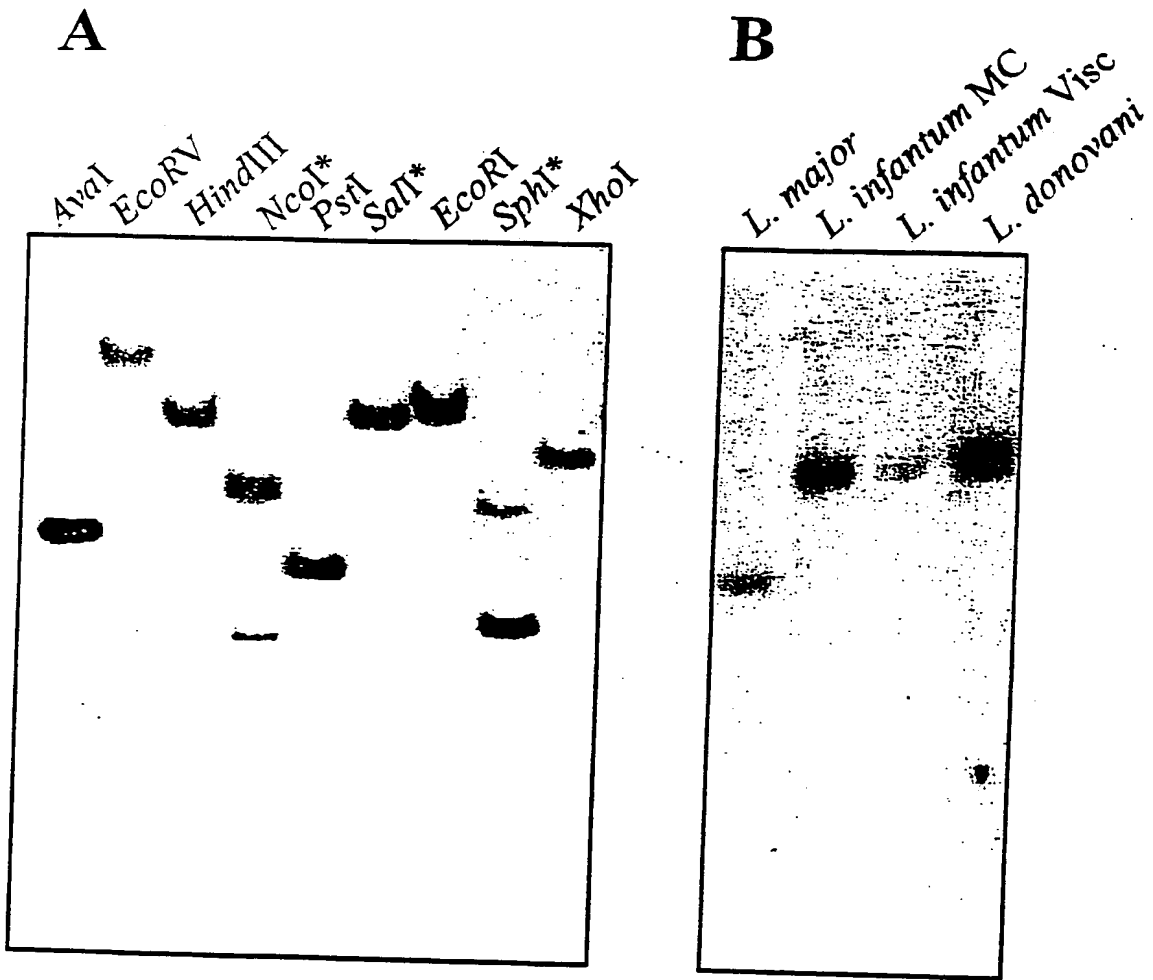 A
B
AvaI
EcoRV
HindIII
NcoI*
PstI
SalI*
EcoRI
SphI*
XhoI
L. major
L. infantum MC
L. infantum Visc
L. donovani